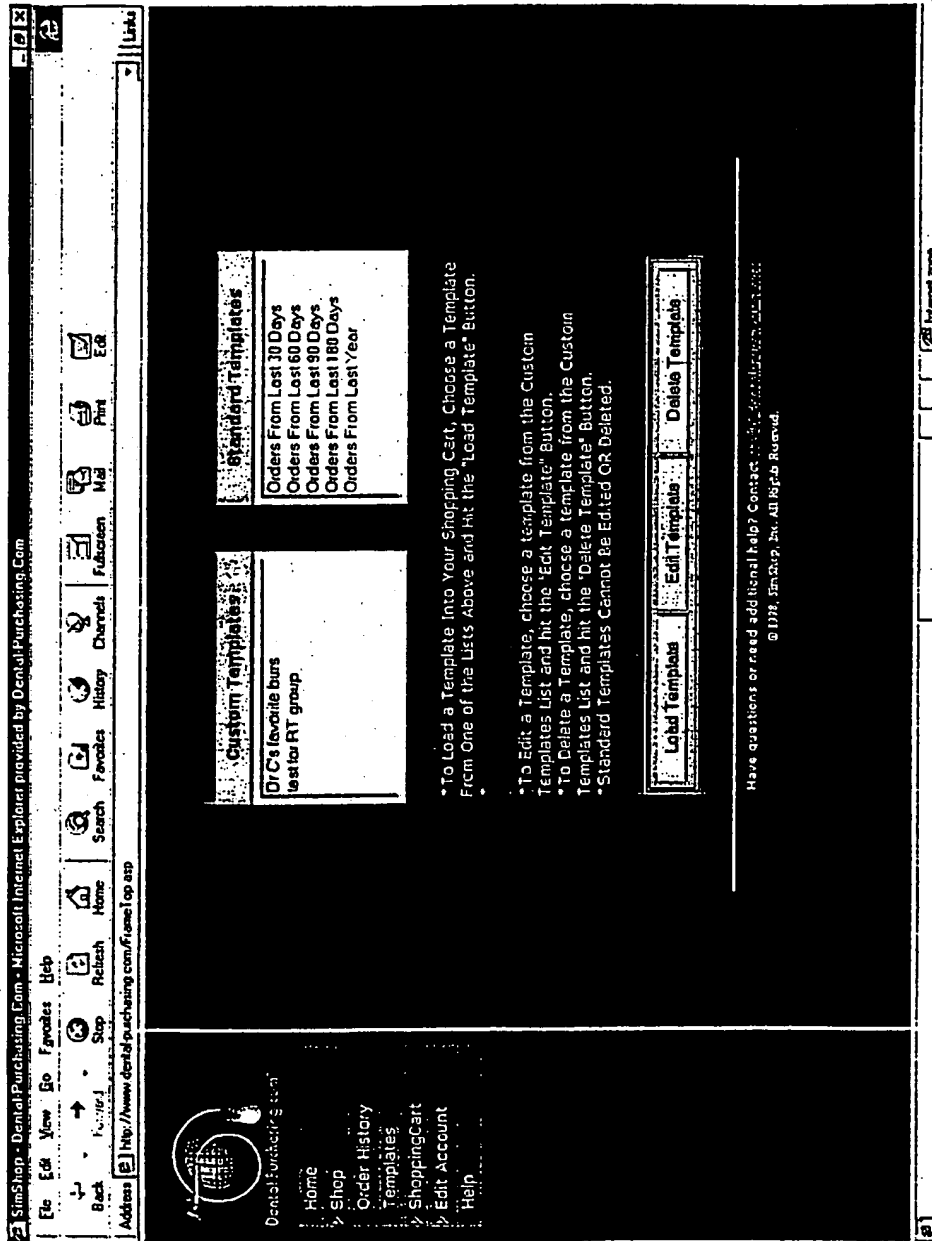 SimShop - Dental-Purchasing.Com - Microsoft Internet Explorer provided by Dental-Purchasing.Com
File Edit View Go Favorites Help
Back Forward Stop Refresh Home Search Favorites History Channels Fullscreen Mail Print Edit
Address http://www.dental-purchasing.com/FrameTop.asp
Links
Dental-Purchasing.com
Home
Shop
Order History
Templates
ShoppingCart
Edit Account
Help
Custom Templates
Dr C's favorite burs
last for RT group
Standard Templates
Orders From Last 30 Days
Orders From Last 60 Days
Orders From Last 90 Days
Orders From Last 180 Days
Orders From Last Year
*To Load a Template Into Your Shopping Cart, Choose a Template
From One of the Lists Above and Hit the "Load Template" Button.
*
*To Edit a Template, choose a template from the Custom
Templates List and hit the "Edit Template" Button.
*To Delete a Template, choose a template from the Custom
Templates List and hit the "Delete Template" Button.
*Standard Templates Cannot Be Edited OR Deleted.
Load Template Edit Template Delete Template
Have questions or need additional help? Contact
© 1998, SimShop, Inc. All Rights Reserved.
Internet zone